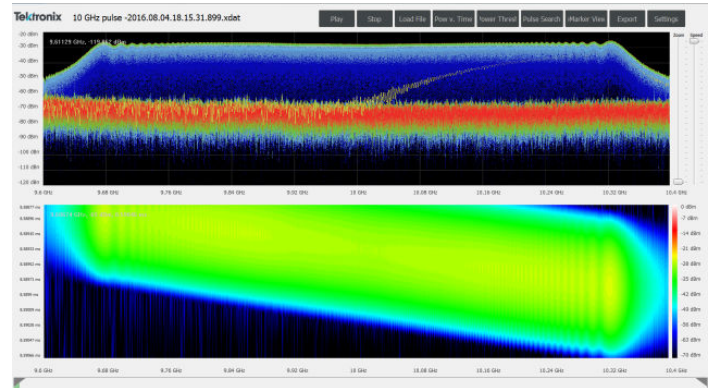 Tektronix 10 GHz pulse -2016.08.04.18.15.31.899.xdat Play Stop Load File Pow v. Time Power Thresd Pulse Search iMarker View Export Settings
Zoom Speed
-20 dBm
-30 dBm
-40 dBm
-50 dBm
-60 dBm
-70 dBm
-80 dBm
-90 dBm
-100 dBm
-110 dBm
-120 dBm
9.6 GHz 9.68 GHz 9.76 GHz 9.84 GHz 9.92 GHz 10 GHz 10.08 GHz 10.16 GHz 10.24 GHz 10.32 GHz 10.4 GHz
0 dBm
-7 dBm
-14 dBm
-21 dBm
-28 dBm
-35 dBm
-42 dBm
-49 dBm
-56 dBm
-63 dBm
-70 dBm
9.6 GHz 9.68 GHz 9.76 GHz 9.84 GHz 9.92 GHz 10 GHz 10.08 GHz 10.16 GHz 10.24 GHz 10.32 GHz 10.4 GHz